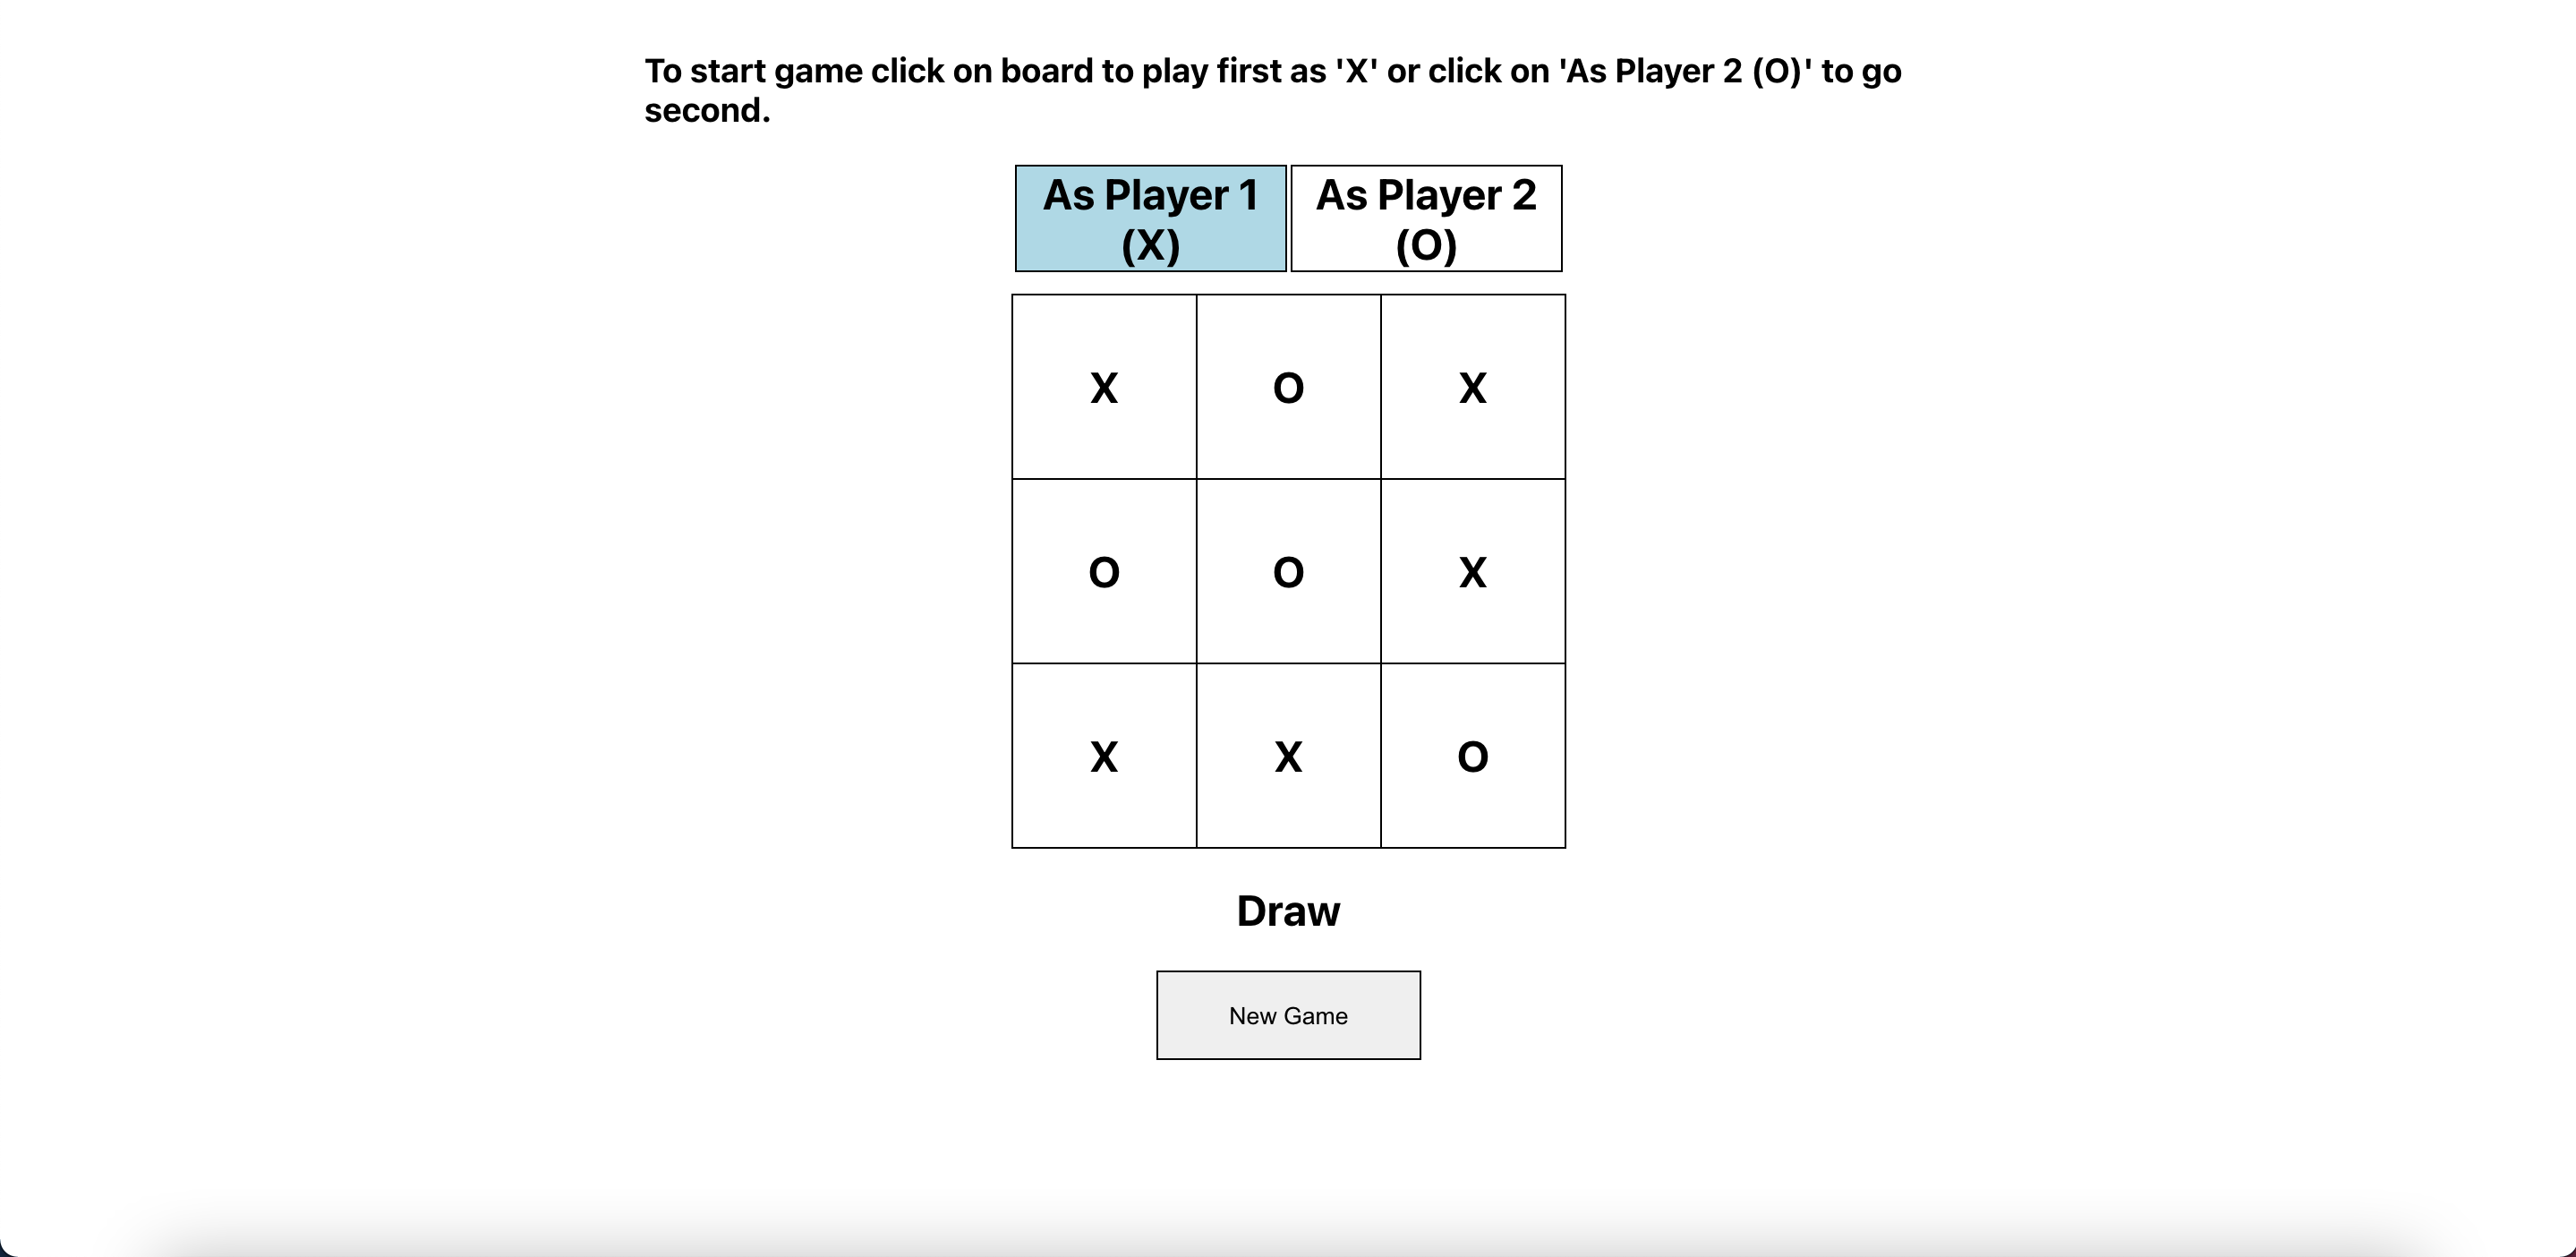 To start game click on board to play first as 'X' or click on 'As Player 2 (O)' to go
second.
As Player 1
(X)
As Player 2
(O)
X O X
O O X
X X O
Draw
New Game